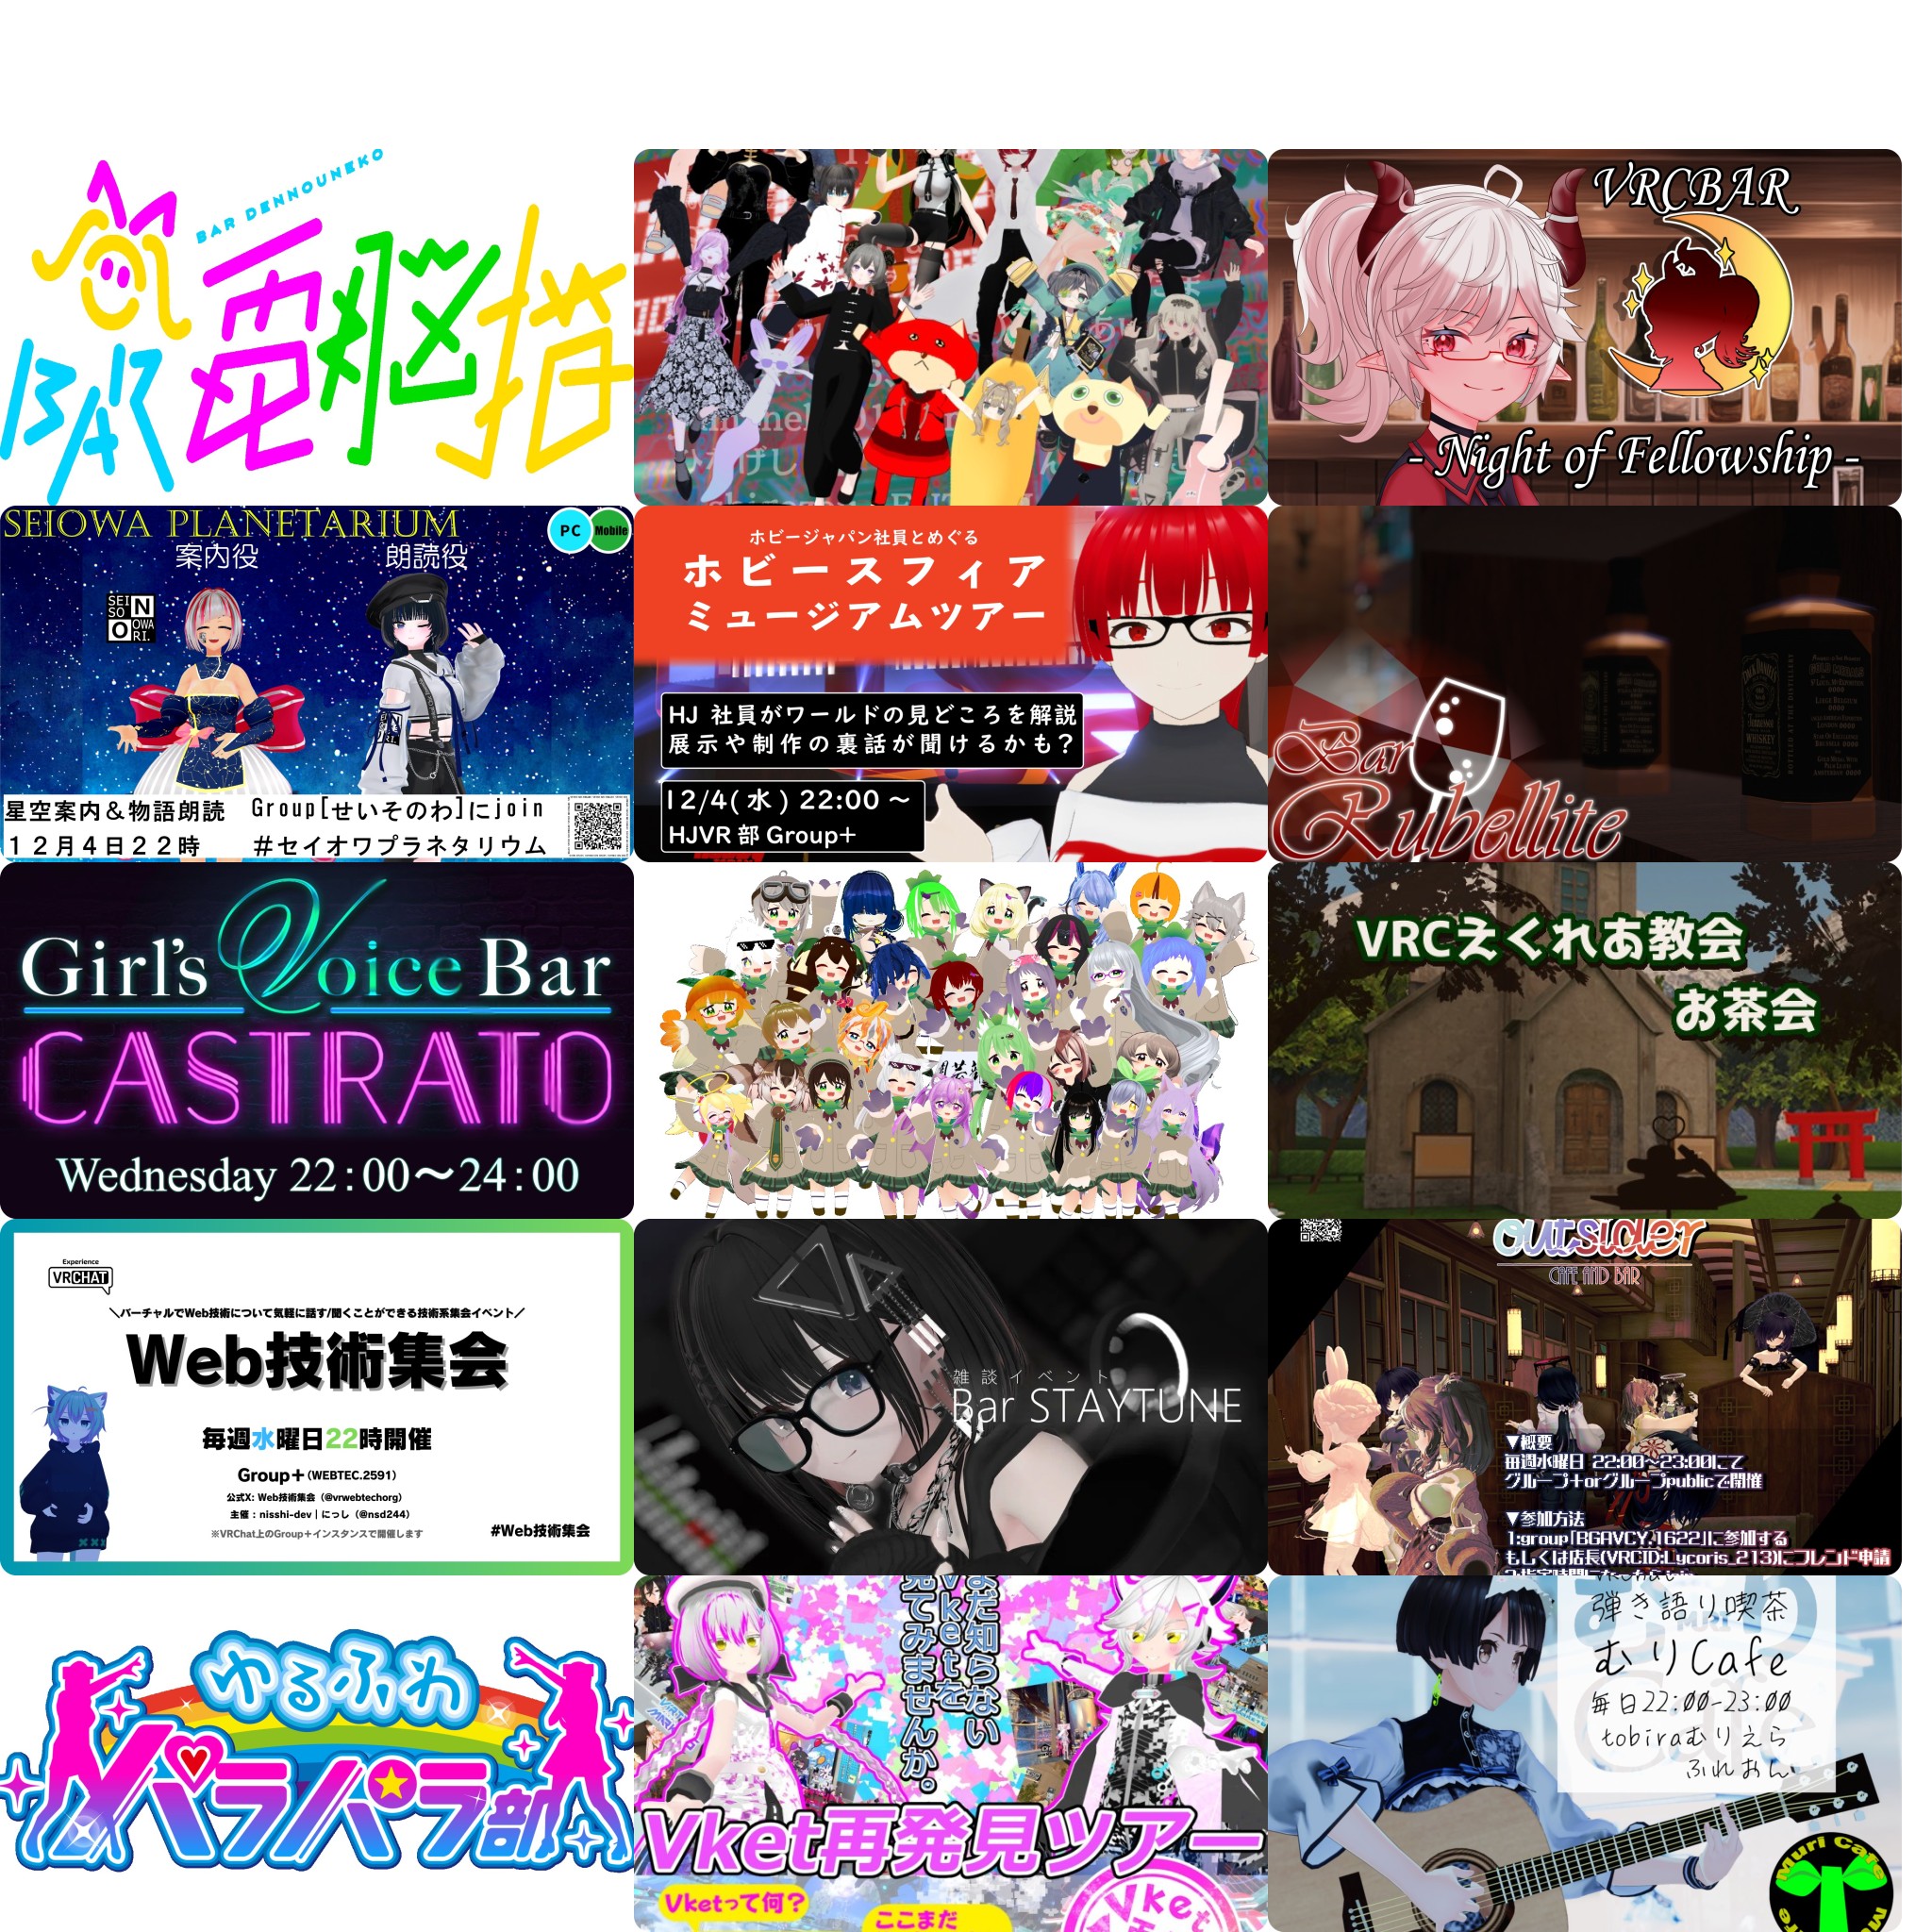 BAR DENNOUNEKO
BAR 電脳猫
VRCBAR
- Night of Fellowship -
SEIOWA PLANETARIUM
案内役
朗読役
PC
Mobile
SEI
SO
N
O
OWA
RI.
星空案内&物語朗読
Group[せいそのわ]にjoin
12月4日22時
#セイオワプラネタリウム
ホビージャパン社員とめぐる
ホビースフィア
ミュージアムツアー
HJ 社員がワールドの見どころを解説
展示や制作の裏話が聞けるかも?
12/4(水) 22:00 ~
HJVR 部 Group+
Bar
Rubellite
Girl's Voice Bar
CASTRATO
Wednesday 22:00〜24:00
VRCえくれあ教会
お茶会
Experience
VRCHAT
\バーチャルでWeb技術について気軽に話す/聞くことができる技術系集会イベント/
Web技術集会
毎週水曜日22時開催
Group+(WEBTEC.2591)
公式X: Web技術集会 (@vrwebtechorg)
主催:nisshi-dev | にっし (@nsd244)
※VRChat上のGroup+インスタンスで開催します
#Web技術集会
雑談イベント
Bar STAYTUNE
outsider
CAFE AND BAR
▼概要
毎週水曜日 22:00~23:00にて
グループ+orグループpublicで開催
▼参加方法
1:group「BGAVCY.1622」に参加する
もしくは店長(VRCID:Lycoris_213)にフレンド申請
ゆるふわ
パラパラ部
まだ知らない
Vketを
見てみませんか。
Vket再発見ツアー
Vketって何?
ここまだ
Vket
弾き語り喫茶
むりCafe
毎日22:00-23:00
tobiraむりえら
ふれおん
Muri Cafe